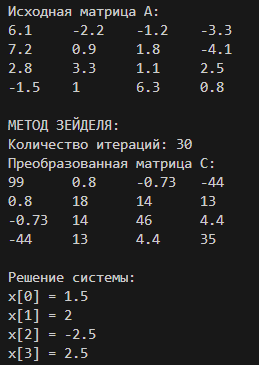 Исходная матрица A:
6.1 -2.2 -1.2 -3.3
7.2 0.9 1.8 -4.1
2.8 3.3 1.1 2.5
-1.5 1 6.3 0.8
МЕТОД ЗЕЙДЕЛЯ:
Количество итераций: 30
Преобразованная матрица C:
99 0.8 -0.73 -44
0.8 18 14 13
-0.73 14 46 4.4
-44 13 4.4 35
Решение системы:
x[0] = 1.5
x[1] = 2
x[2] = -2.5
x[3] = 2.5